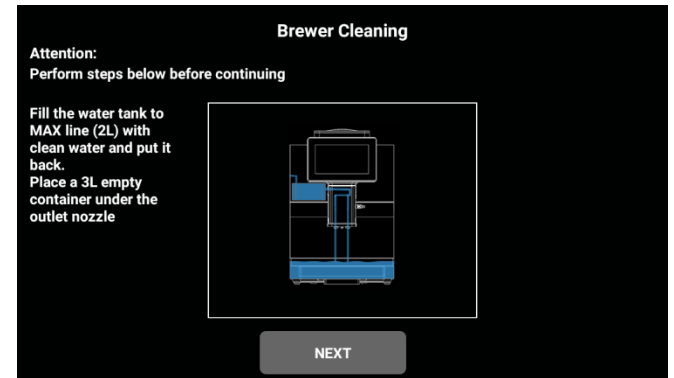 Brewer Cleaning
Attention:
Perform steps below before continuing
Fill the water tank to
MAX line (2L) with
clean water and put it
back.
Place a 3L empty
container under the
outlet nozzle
NEXT